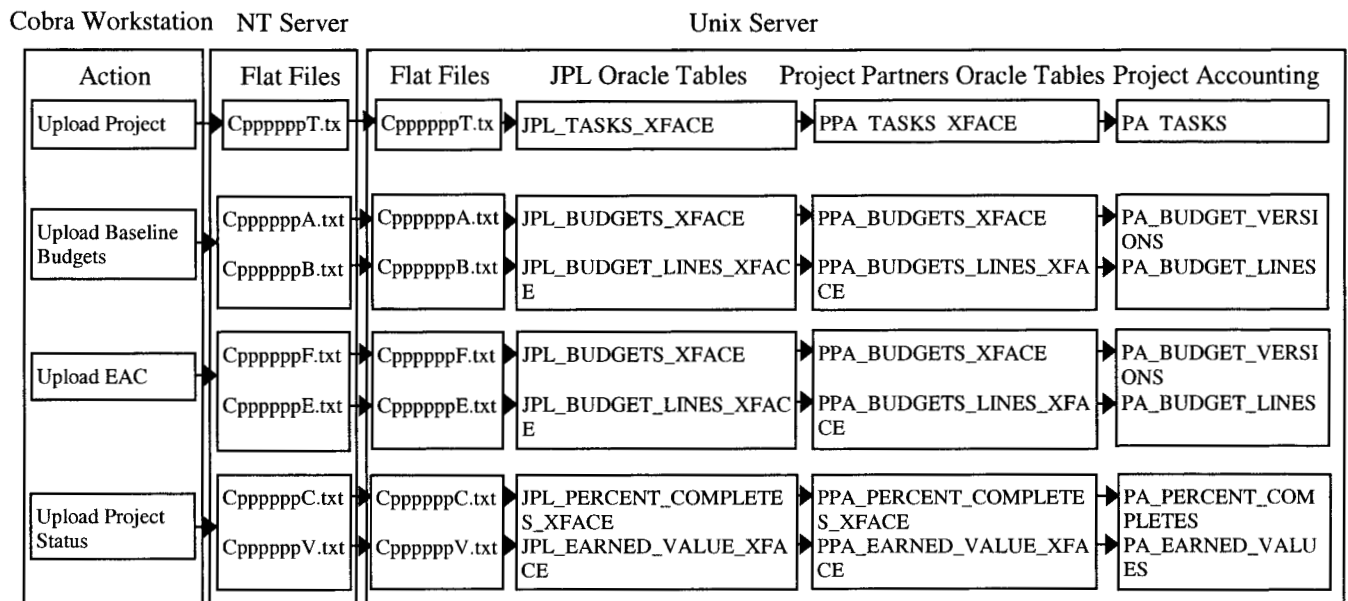 Cobra Workstation NT Server Unix Server
Action Flat Files Flat Files JPL Oracle Tables Project Partners Oracle Tables Project Accounting
Upload Project CppppppT.tx CppppppT.tx JPL_TASKS_XFACE PPA TASKS XFACE PA TASKS
Upload Baseline
Budgets
CppppppA.txt CppppppA.txt JPL_BUDGETS_XFACE PPA_BUDGETS_XFACE PA_BUDGET_VERSI
ONS
CppppppB.txt CppppppB.txt JPL_BUDGET_LINES_XFAC PPA_BUDGETS_LINES_XFA PA_BUDGET_LINES
E CE
Upload EAC
CppppppF.txt CppppppF.txt JPL_BUDGETS_XFACE PPA_BUDGETS_XFACE PA_BUDGET_VERSI
ONS
CppppppE.txt CppppppE.txt JPL_BUDGET_LINES_XFAC PPA_BUDGETS_LINES_XFA PA_BUDGET_LINES
E CE
Upload Project
Status
CppppppC.txt CppppppC.txt JPL_PERCENT_COMPLETE PPA_PERCENT_COMPLETE PA_PERCENT_COM
S_XFACE S_XFACE PLETES
CppppppV.txt CppppppV.txt JPL_EARNED_VALUE_XFA PPA_EARNED_VALUE_XFA PA_EARNED_VALU
CE CE ES